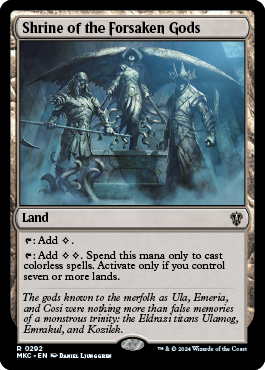 Shrine of the Forsaken Gods
Land
: Add ◇.
: Add ◇◇. Spend this mana only to cast
colorless spells. Activate only if you control
seven or more lands.
The gods known to the merfolk as Ula, Emeria,
and Cosi were nothing more than false memories
of a monstrous trinity: the Eldrazi titans Ulamog,
Emrakul, and Kozilek.
R 0292
MKC • EN Daniel Ljunggren
™ & © 2024 Wizards of the Coast